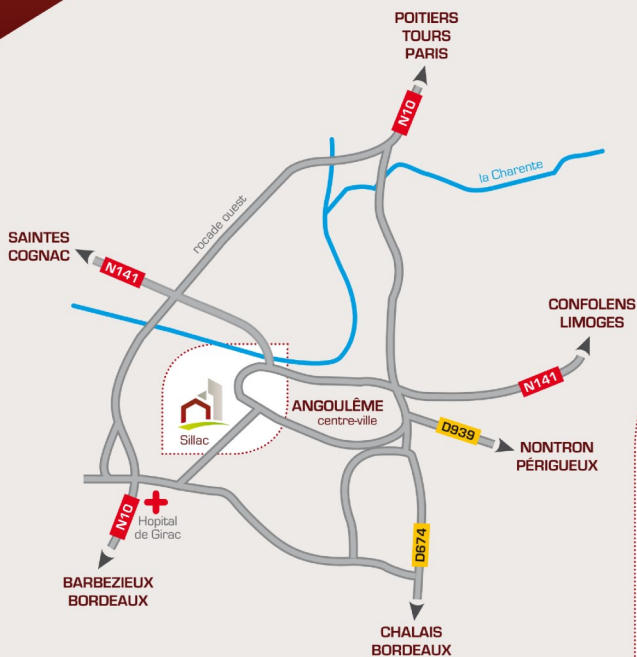 POITIERS
TOURS
PARIS
N10
la Charente
rocade ouest
SAINTES
COGNAC
N141
CONFOLENS
LIMOGES
N141
ANGOULÊME
centre-ville
Sillac
D939
NONTRON
PÉRIGUEUX
N10
Hopital
de Girac
D674
BARBEZIEUX
BORDEAUX
CHALAIS
BORDEAUX